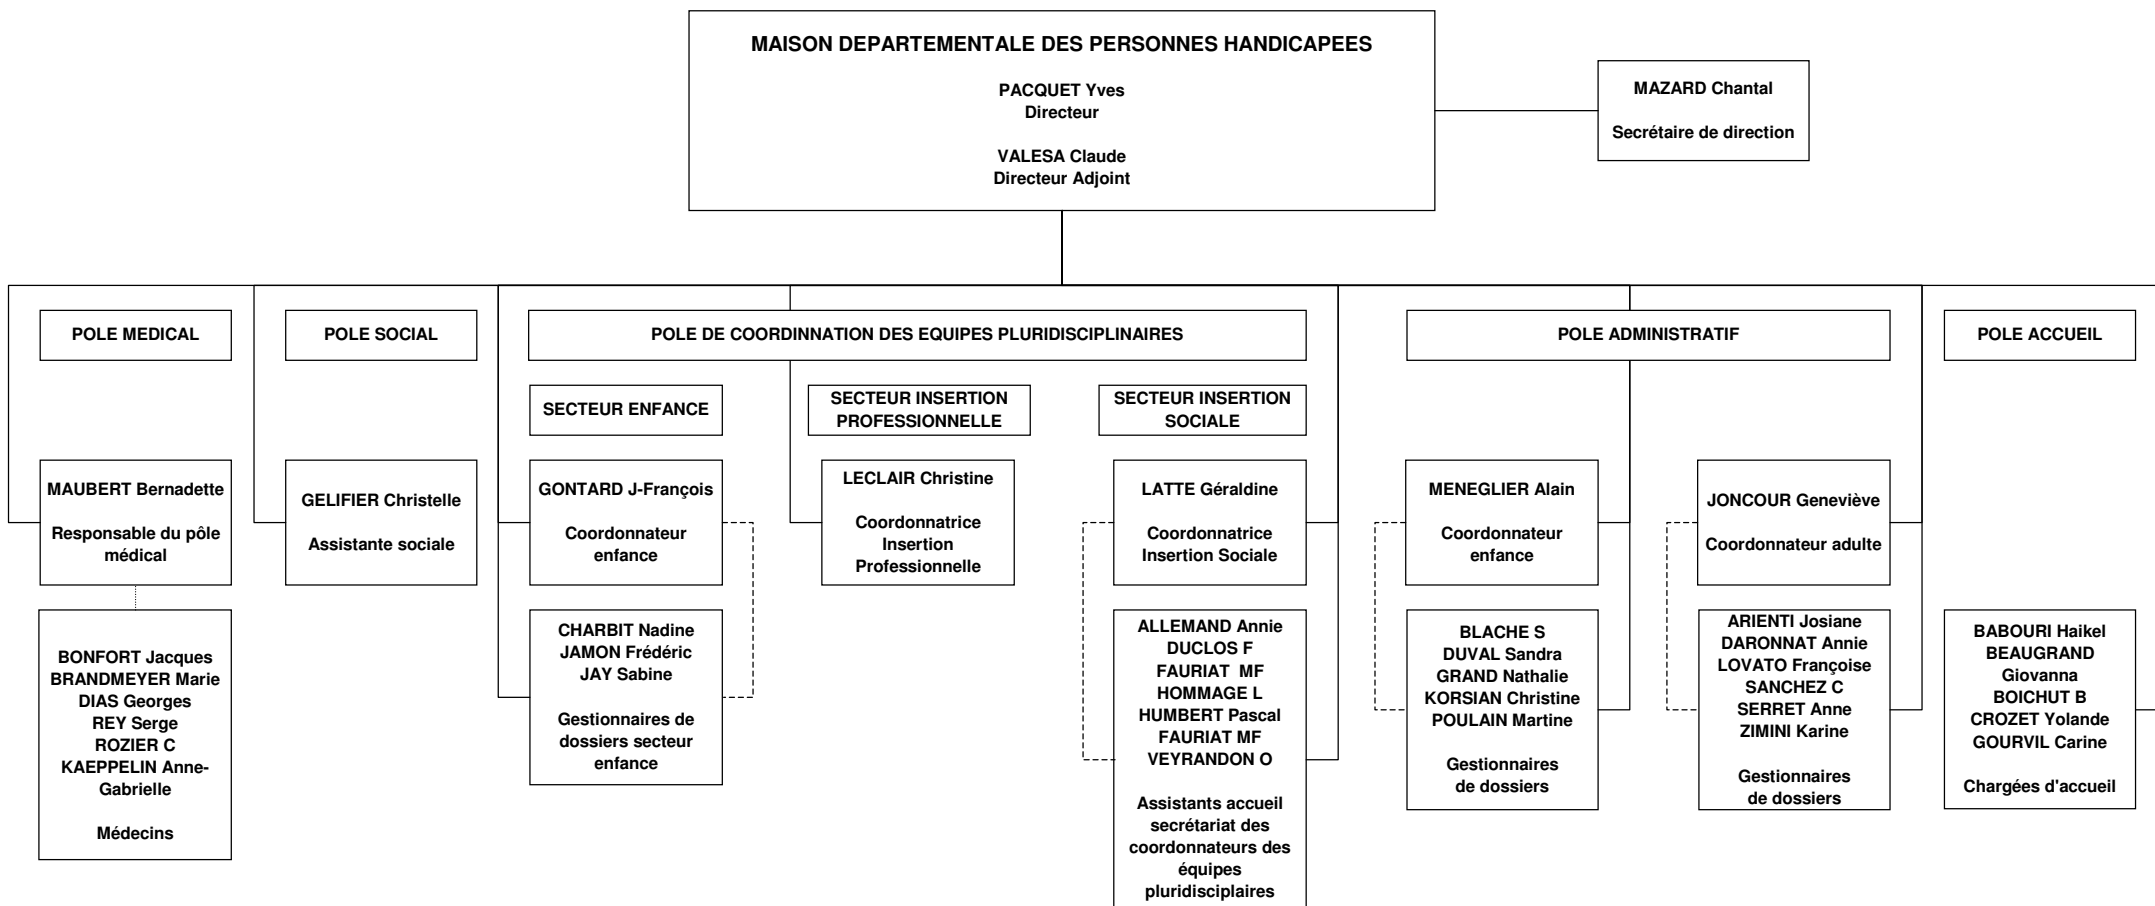 MAISON DEPARTEMENTALE DES PERSONNES HANDICAPEES
PACQUET Yves
Directeur
VALESA Claude
Directeur Adjoint
MAZARD Chantal
Secrétaire de direction
POLE MEDICAL
POLE SOCIAL
POLE DE COORDINNATION DES EQUIPES PLURIDISCIPLINAIRES
POLE ADMINISTRATIF
POLE ACCUEIL
SECTEUR ENFANCE
SECTEUR INSERTION
PROFESSIONNELLE
SECTEUR INSERTION
SOCIALE
MAUBERT Bernadette
Responsable du pôle
médical
GELIFIER Christelle
Assistante sociale
GONTARD J-François
Coordonnateur
enfance
LECLAIR Christine
Coordonnatrice
Insertion
Professionnelle
LATTE Géraldine
Coordonnatrice
Insertion Sociale
MENEGLIER Alain
Coordonnateur
enfance
JONCOUR Geneviève
Coordonnateur adulte
BONFORT Jacques
BRANDMEYER Marie
DIAS Georges
REY Serge
ROZIER C
KAEPPELIN Anne-
Gabrielle
Médecins
CHARBIT Nadine
JAMON Frédéric
JAY Sabine
Gestionnaires de
dossiers secteur
enfance
ALLEMAND Annie
DUCLOS F
FAURIAT  MF
HOMMAGE L
HUMBERT Pascal
FAURIAT MF
VEYRANDON O
Assistants accueil
secrétariat des
coordonnateurs des
équipes
pluridisciplaires
BLACHE S
DUVAL Sandra
GRAND Nathalie
KORSIAN Christine
POULAIN Martine
Gestionnaires
de dossiers
ARIENTI Josiane
DARONNAT Annie
LOVATO Françoise
SANCHEZ C
SERRET Anne
ZIMINI Karine
Gestionnaires
de dossiers
BABOURI Haikel
BEAUGRAND
Giovanna
BOICHUT B
CROZET Yolande
GOURVIL Carine
Chargées d'accueil